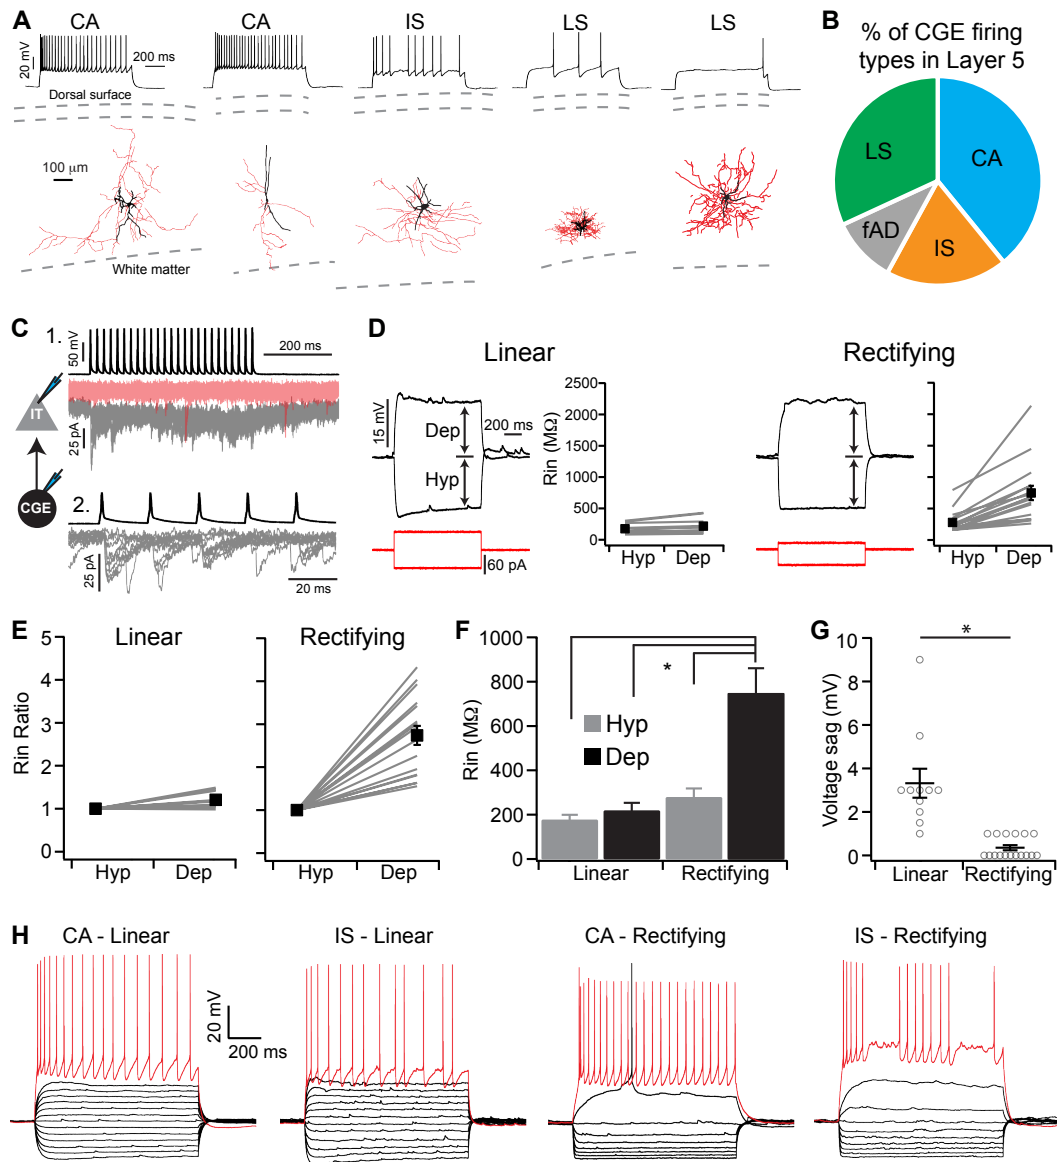 A
CA
CA
IS
LS
LS
20 mV
200 ms
Dorsal surface
100 µm
White matter
B
% of CGE firing
types in Layer 5
LS
CA
fAD
IS
C
1.
50 mV
200 ms
IT
25 pA
CGE
2.
25 pA
20 ms
D
Linear
Rectifying
15 mV
Dep
Hyp
200 ms
60 pA
Rin (MΩ)
2500
2000
1500
1000
500
0
Hyp
Dep
Hyp
Dep
E
Linear
Rectifying
Rin Ratio
5
4
3
2
1
0
Hyp
Dep
Hyp
Dep
F
Rin (MΩ)
1000
800
600
400
200
0
*
Hyp
Dep
Linear
Rectifying
G
*
Voltage sag (mV)
10
8
6
4
2
0
Linear
Rectifying
H
CA - Linear
IS - Linear
CA - Rectifying
IS - Rectifying
20 mV
200 ms